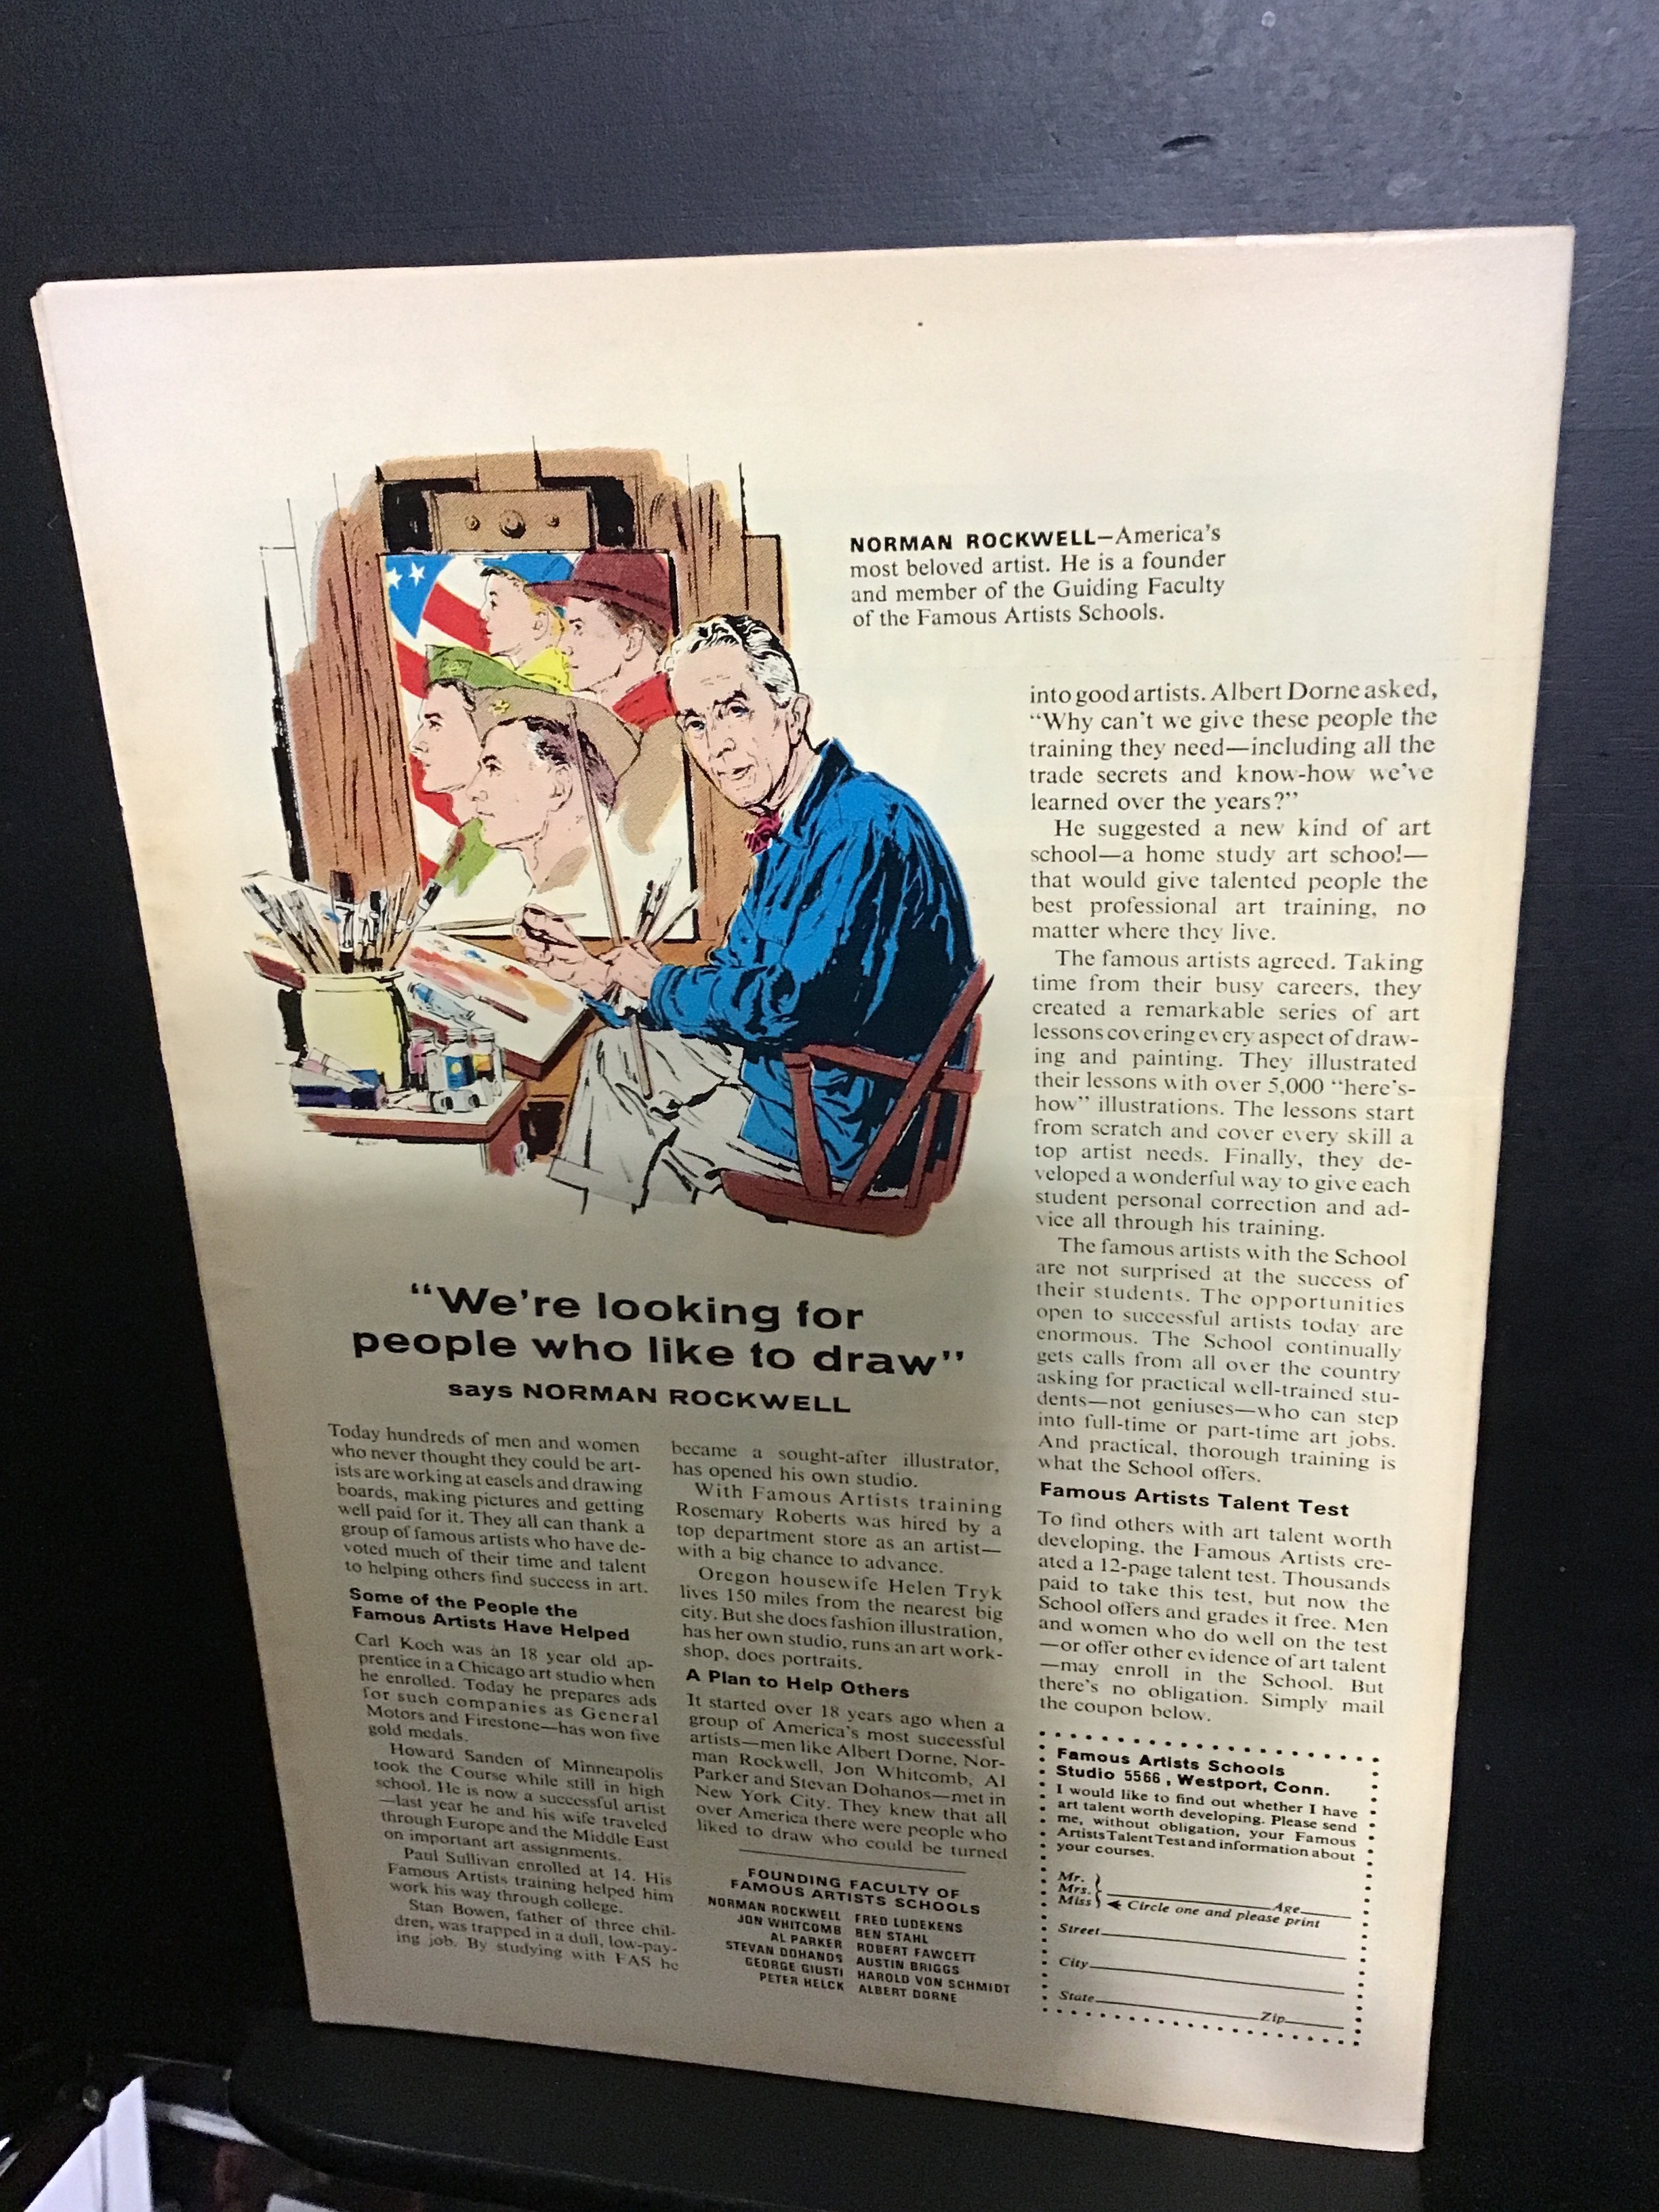 NORMAN ROCKWELL—America's
most beloved artist. He is a founder
and member of the Guiding Faculty
of the Famous Artists Schools.
"We're looking for
people who like to draw"
says NORMAN ROCKWELL
Today hundreds of men and women
who never thought they could be art-
ists are working at easels and drawing
boards, making pictures and getting
well paid for it. They all can thank a
group of famous artists who have de-
voted much of their time and talent
to helping others find success in art.
Some of the People the
Famous Artists Have Helped
Carl Koch was an 18 year old ap-
prentice in a Chicago art studio when
he enrolled. Today he prepares ads
for such companies as General
Motors and Firestone—has won five
gold medals.
Howard Sanden of Minneapolis
took the Course while still in high
school. He is now a successful artist
—last year he and his wife traveled
through Europe and the Middle East
on important art assignments.
Paul Sullivan enrolled at 14. His
Famous Artists training helped him
work his way through college.
Stan Bowen, father of three chil-
dren, was trapped in a dull, low-pay-
ing job. By studying with FAS he
became a sought-after illustrator,
has opened his own studio.
With Famous Artists training
Rosemary Roberts was hired by a
top department store as an artist—
with a big chance to advance.
Oregon housewife Helen Tryk
lives 150 miles from the nearest big
city. But she does fashion illustration,
has her own studio, runs an art work-
shop, does portraits.
A Plan to Help Others
It started over 18 years ago when a
group of America's most successful
artists—men like Albert Dorne, Nor-
man Rockwell, Jon Whitcomb, Al
Parker and Stevan Dohanos—met in
New York City. They knew that all
over America there were people who
liked to draw who could be turned
into good artists. Albert Dorne asked,
"Why can't we give these people the
training they need—including all the
trade secrets and know-how we've
learned over the years?"
He suggested a new kind of art
school—a home study art school—
that would give talented people the
best professional art training, no
matter where they live.
The famous artists agreed. Taking
time from their busy careers, they
created a remarkable series of art
lessons covering every aspect of draw-
ing and painting. They illustrated
their lessons with over 5,000 "here's-
how" illustrations. The lessons start
from scratch and cover every skill a
top artist needs. Finally, they de-
veloped a wonderful way to give each
student personal correction and ad-
vice all through his training.
The famous artists with the School
are not surprised at the success of
their students. The opportunities
open to successful artists today are
enormous. The School continually
gets calls from all over the country
asking for practical well-trained stu-
dents—not geniuses—who can step
into full-time or part-time art jobs.
And practical, thorough training is
what the School offers.
Famous Artists Talent Test
To find others with art talent worth
developing, the Famous Artists cre-
ated a 12-page talent test. Thousands
paid to take this test, but now the
School offers and grades it free. Men
and women who do well on the test
—or offer other evidence of art talent
—may enroll in the School. But
there's no obligation. Simply mail
the coupon below.
FOUNDING FACULTY OF
FAMOUS ARTISTS SCHOOLS
NORMAN ROCKWELL FRED LUDEKENS
JON WHITCOMB BEN STAHL
AL PARKER ROBERT FAWCETT
STEVAN DOHANOS AUSTIN BRIGGS
GEORGE GIUSTI HAROLD VON SCHMIDT
PETER HELCK ALBERT DORNE
Famous Artists Schools
Studio 5566, Westport, Conn.
I would like to find out whether I have
art talent worth developing. Please send
me, without obligation, your Famous
Artists Talent Test and information about
your courses.
Mr.
Mrs.
Miss
Age
Circle one and please print
Street
City
State Zip